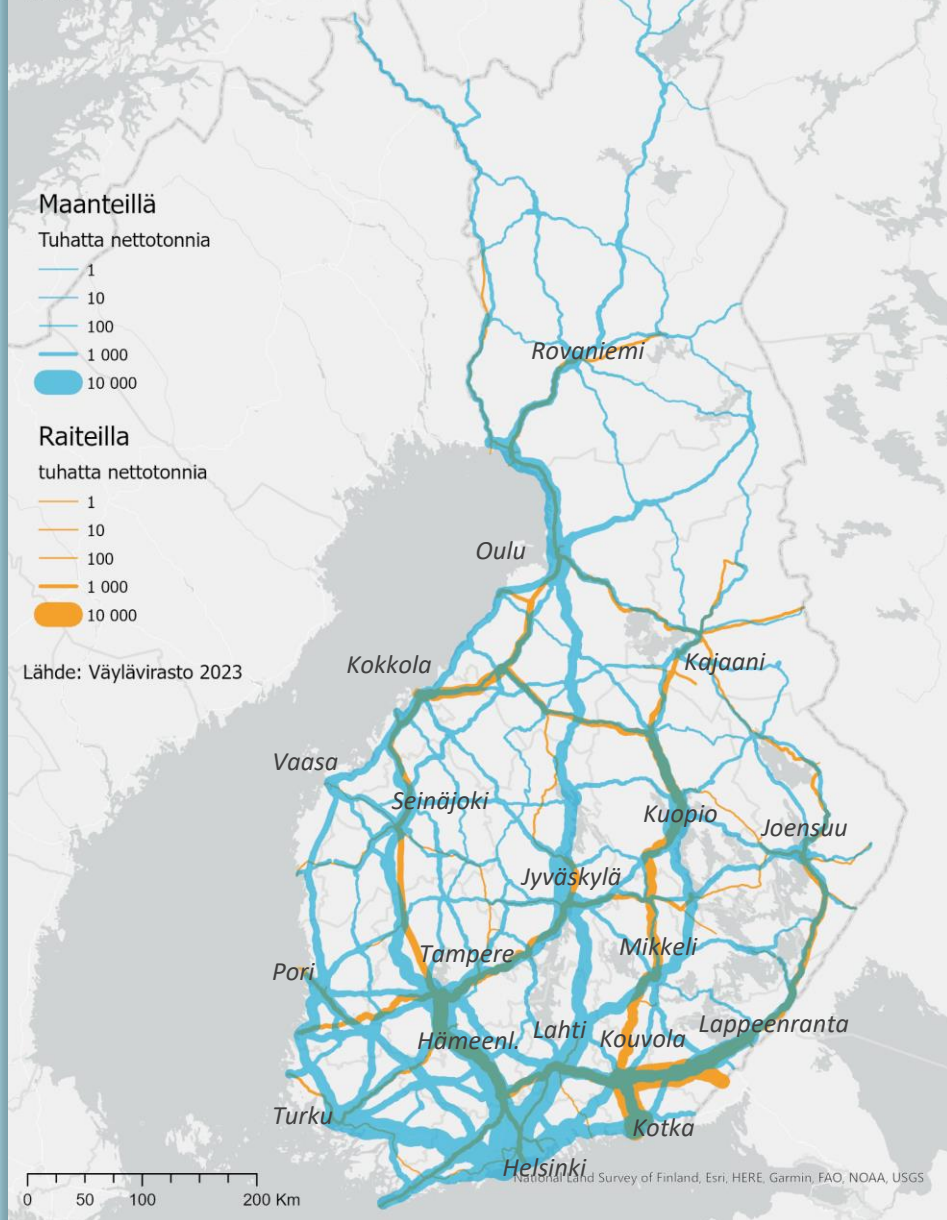 Maanteillä
Tuhatta nettotonnia
1
10
100
1 000
10 000
Raiteilla
tuhatta nettotonnia
1
10
100
1 000
10 000
Lähde: Väylävirasto 2023
Rovaniemi
Oulu
Kajaani
Kokkola
Vaasa
Seinäjoki
Kuopio
Joensuu
Jyväskylä
Tampere
Mikkeli
Pori
Hämeenl.
Lahti
Kouvola
Lappeenranta
Turku
Kotka
Helsinki
National Land Survey of Finland, Esri, HERE, Garmin, FAO, NOAA, USGS
0 50 100 200 Km